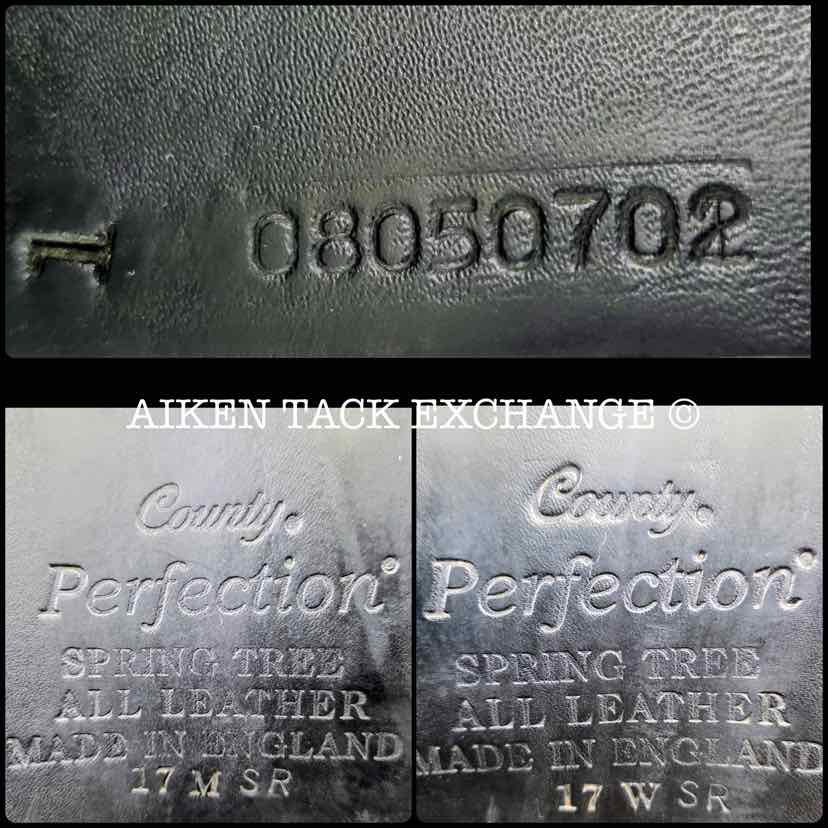 1 08050702
AIKEN TACK EXCHANGE ©
County.
Perfection®
SPRING TREE
ALL LEATHER
MADE IN ENGLAND
17 M SR
County.
Perfection®
SPRING TREE
ALL LEATHER
MADE IN ENGLAND
17 W SR